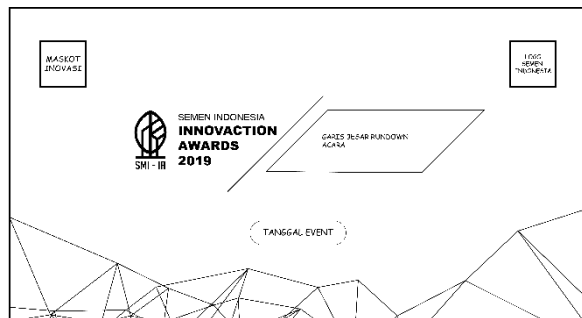 MASKOT
INOVASI
LOGO
SEMEN
INDONESIA
SEMEN INDONESIA
INNOVACTION
AWARDS
2019
SMI - IA
GARIS BESAR RUNDOWN
ACARA
TANGGAL EVENT